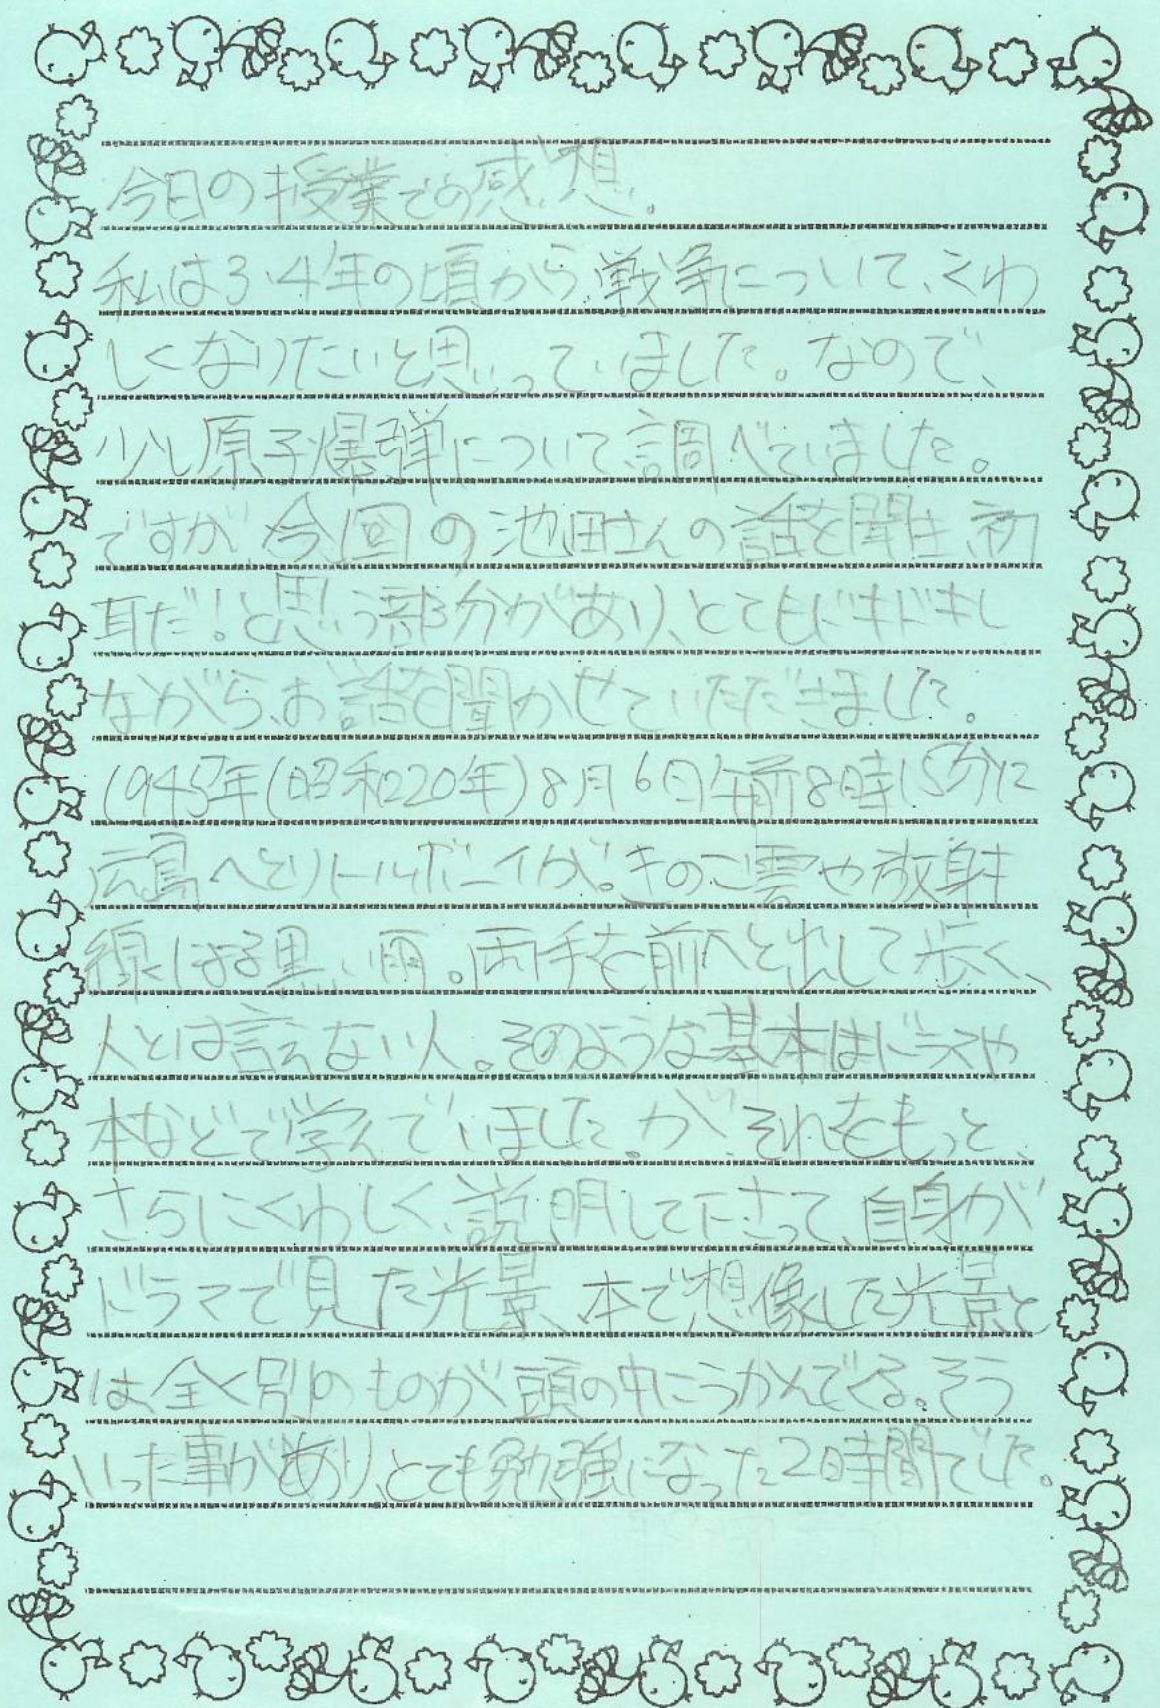 今日の授業での感想。
私は3.4年の頃から、戦争について、くわ
しくなりたいと思っていました。なので、
少し原子爆弾について調べていました。
ですが、今回の池田さんの話を聞き、初
耳だ!と思う部分があり、とてもドキドキし
ながら、お話を聞かせていただきました。
1945年(昭和20年)8月6日午前8時15分に
広島へとリトルボーイが。きのこ雲や放射
線による黒い雨。両手を前へと出して歩く、
人とは言えない人。そのような基本はドラマや
本などで学んでいました。が、それをもっと、
さらにくわしく、説明して下さって、自身が
ドラマで見た光景、本で想像した光景と
は全く別のものが頭の中にうかんでくる。そう
いった事があり、とても勉強になった2時間でした。